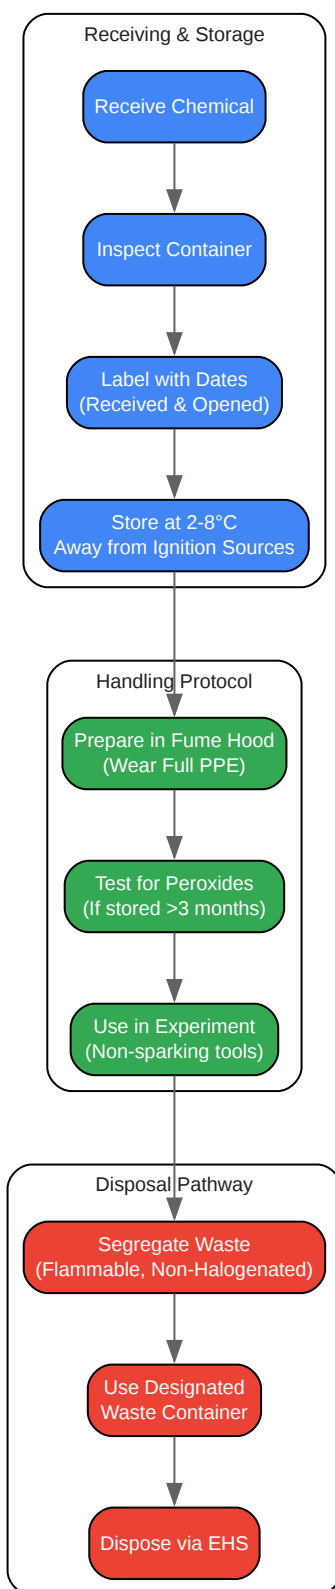 Receiving & Storage
Receive Chemical
Inspect Container
Label with Dates
(Received & Opened)
Store at 2-8°C
Away from Ignition Sources
Handling Protocol
Prepare in Fume Hood
(Wear Full PPE)
Test for Peroxides
(If stored >3 months)
Use in Experiment
(Non-sparking tools)
Disposal Pathway
Segregate Waste
(Flammable, Non-Halogenated)
Use Designated
Waste Container
Dispose via EHS